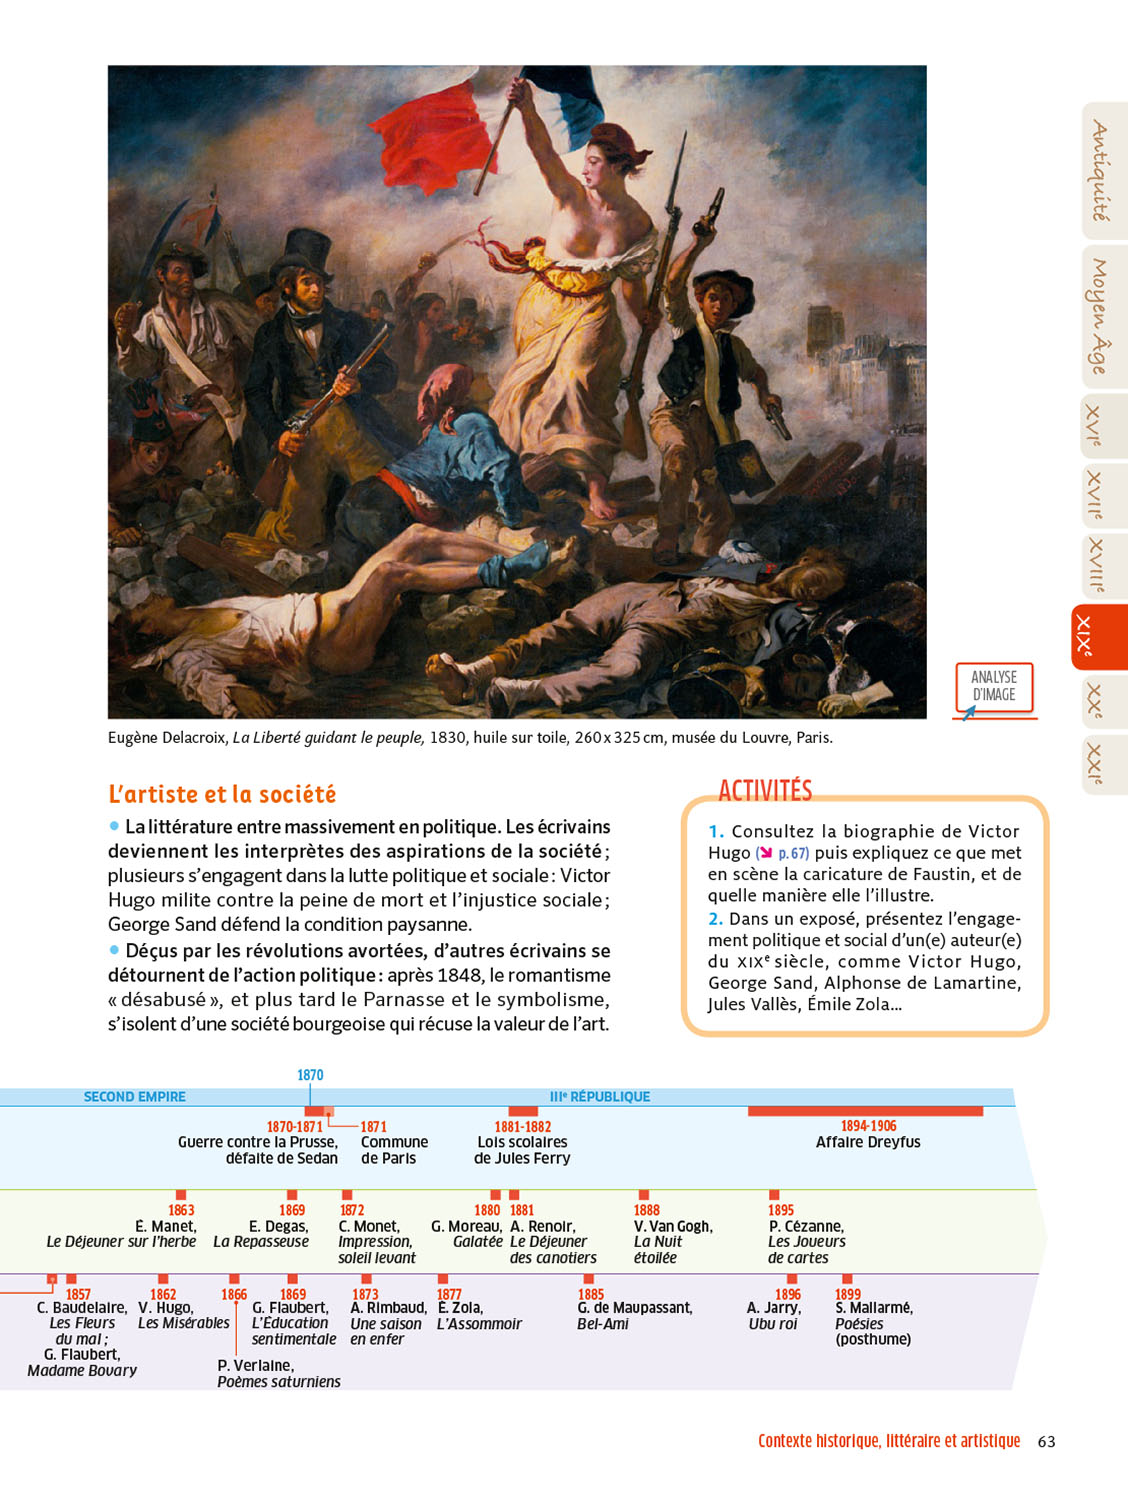 Antiquité
Moyen Âge
XVIe
XVIIe
XVIIIe
XIXe
XXe
XXIe
ANALYSE
D'IMAGE
Eugène Delacroix, La Liberté guidant le peuple, 1830, huile sur toile, 260 x 325 cm, musée du Louvre, Paris.
L'artiste et la société
• La littérature entre massivement en politique. Les écrivains
deviennent les interprètes des aspirations de la société ;
plusieurs s'engagent dans la lutte politique et sociale : Victor
Hugo milite contre la peine de mort et l'injustice sociale ;
George Sand défend la condition paysanne.
• Déçus par les révolutions avortées, d'autres écrivains se
détournent de l'action politique : après 1848, le romantisme
« désabusé », et plus tard le Parnasse et le symbolisme,
s'isolent d'une société bourgeoise qui récuse la valeur de l'art.
ACTIVITÉS
1. Consultez la biographie de Victor
Hugo (➘ p. 67) puis expliquez ce que met
en scène la caricature de Faustin, et de
quelle manière elle l'illustre.
2. Dans un exposé, présentez l'engage-
ment politique et social d'un(e) auteur(e)
du XIXe siècle, comme Victor Hugo,
George Sand, Alphonse de Lamartine,
Jules Vallès, Émile Zola...
1870
SECOND EMPIRE
IIIe RÉPUBLIQUE
1870-1871
Guerre contre la Prusse,
défaite de Sedan
1871
Commune
de Paris
1881-1882
Lois scolaires
de Jules Ferry
1894-1906
Affaire Dreyfus
1863
É. Manet,
Le Déjeuner sur l'herbe
1869
E. Degas,
La Repasseuse
1872
C. Monet,
Impression,
soleil levant
1880
G. Moreau,
Galatée
1881
A. Renoir,
Le Déjeuner
des canotiers
1888
V. Van Gogh,
La Nuit
étoilée
1895
P. Cézanne,
Les Joueurs
de cartes
1857
C. Baudelaire,
Les Fleurs
du mal ;
G. Flaubert,
Madame Bovary
1862
V. Hugo,
Les Misérables
1866
P. Verlaine,
Poèmes saturniens
1869
G. Flaubert,
L'Éducation
sentimentale
1873
A. Rimbaud,
Une saison
en enfer
1877
É. Zola,
L'Assommoir
1885
G. de Maupassant,
Bel-Ami
1896
A. Jarry,
Ubu roi
1899
S. Mallarmé,
Poésies
(posthume)
Contexte historique, littéraire et artistique 63